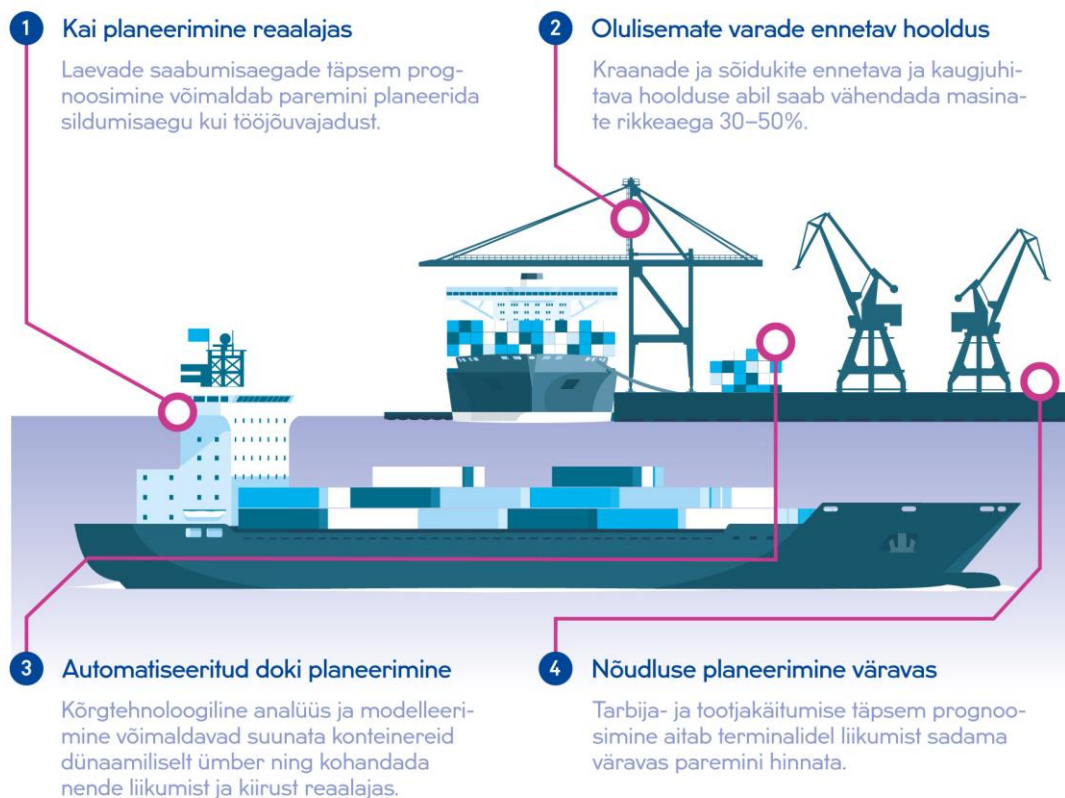 1 Kai planeerimine reaalajas
Laevade saabumisaegade täpsem prog-
noosimine võimaldab paremini planeerida
sildumisaegu kui tööjõuvajadust.
2 Olulisemate varade ennetav hooldus
Kraanade ja sõidukite ennetava ja kaugjuhi-
tava hoolduse abil saab vähendada masina-
te rikkeaega 30–50%.
3 Automatiseeritud doki planeerimine
Kõrgtehnoloogiline analüüs ja modelleeri-
mine võimaldavad suunata konteinereid
dünaamiliselt ümber ning kohandada
nende liikumist ja kiirust reaalajas.
4 Nõudluse planeerimine väravas
Tarbija- ja tootjakäitumise täpsem prognoo-
simine aitab terminalidel liikumist sadama
väravas paremini hinnata.